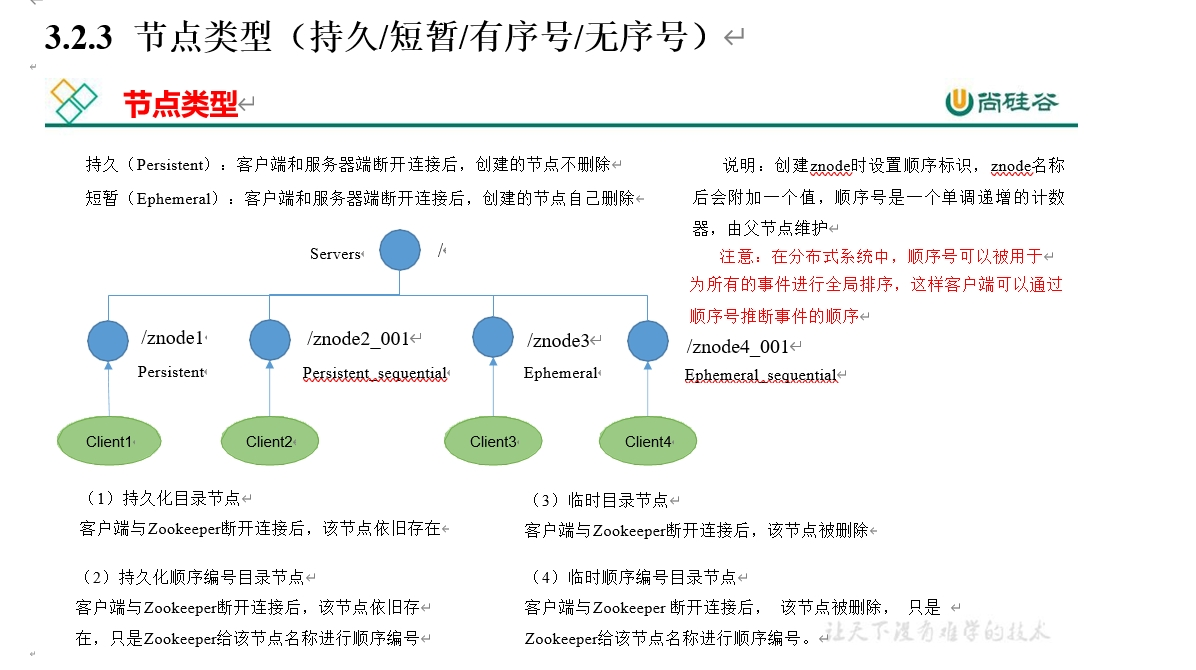 3.2.3 节点类型（持久/短暂/有序号/无序号）
节点类型
尚硅谷
持久（Persistent）：客户端和服务器端断开连接后，创建的节点不删除
短暂（Ephemeral）：客户端和服务器端断开连接后，创建的节点自己删除
说明：创建znode时设置顺序标识，znode名称
后会附加一个值，顺序号是一个单调递增的计数
器，由父节点维护
注意：在分布式系统中，顺序号可以被用于
为所有的事件进行全局排序，这样客户端可以通过
顺序号推断事件的顺序
Servers
/
/znode1
Persistent
/znode2_001
Persistent_sequential
/znode3
Ephemeral
/znode4_001
Ephemeral_sequential
Client1
Client2
Client3
Client4
（1）持久化目录节点
客户端与Zookeeper断开连接后，该节点依旧存在
（2）持久化顺序编号目录节点
客户端与Zookeeper断开连接后，该节点依旧存
在，只是Zookeeper给该节点名称进行顺序编号
（3）临时目录节点
客户端与Zookeeper断开连接后，该节点被删除
（4）临时顺序编号目录节点
客户端与Zookeeper 断开连接后， 该节点被删除， 只是
Zookeeper给该节点名称进行顺序编号。
让天下没有难学的技术